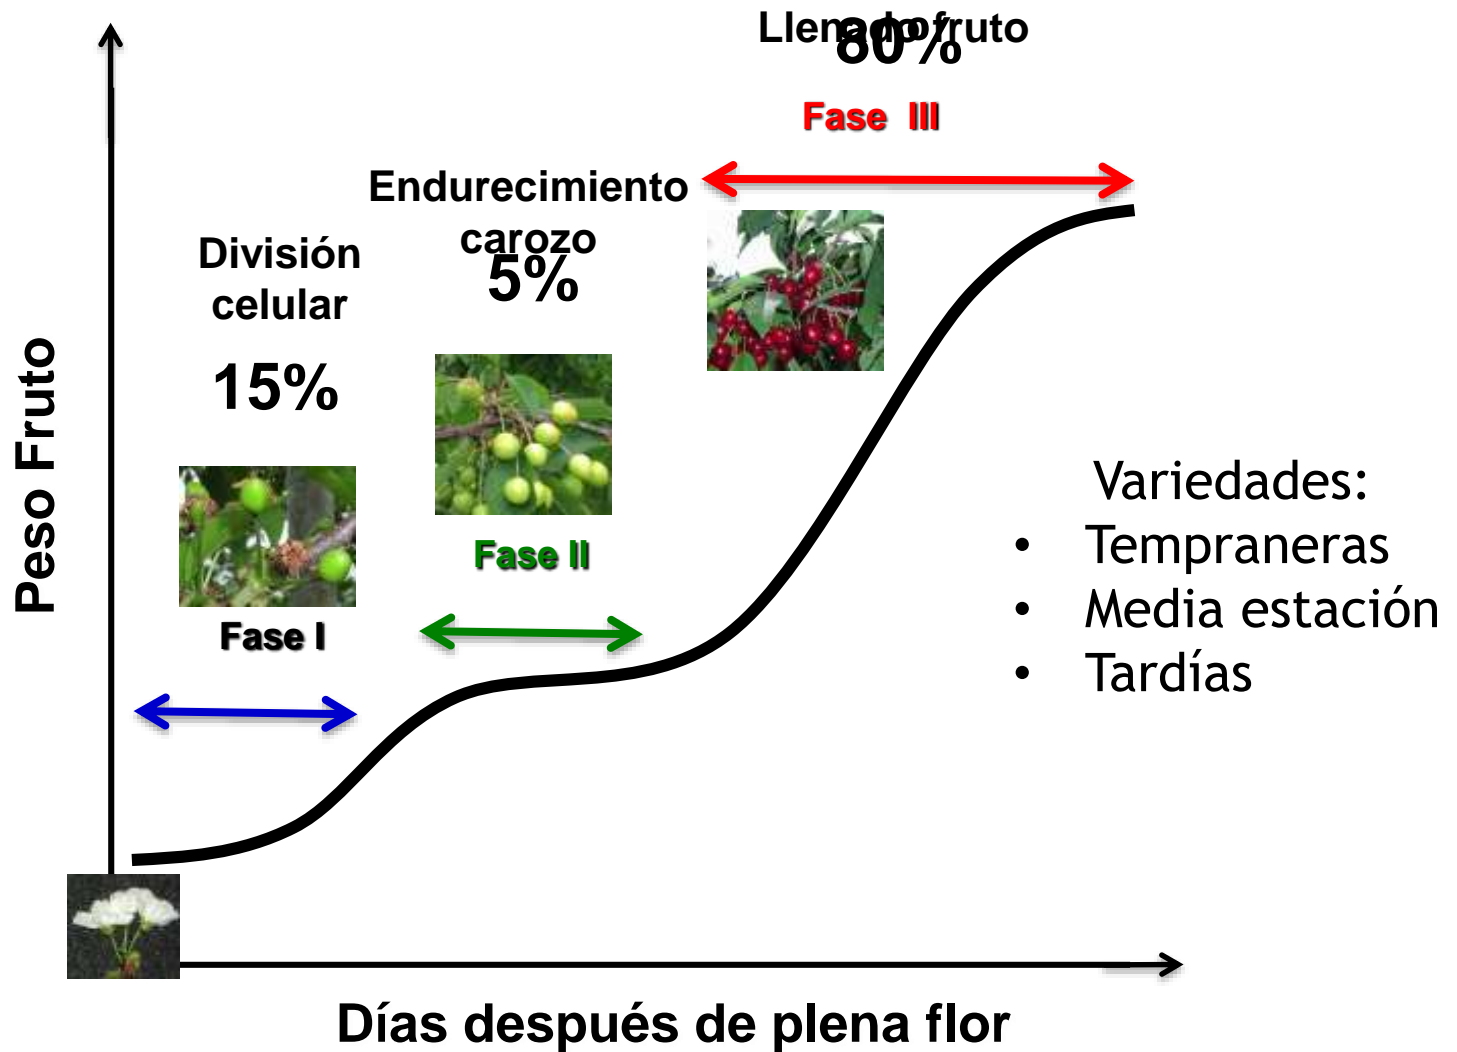 Llenado fruto
80%
Fase III
Endurecimiento
carozo
5%
División
celular
15%
Fase II
Fase I
Peso Fruto
Variedades:
• Tempraneras
• Media estación
• Tardías
Días después de plena flor